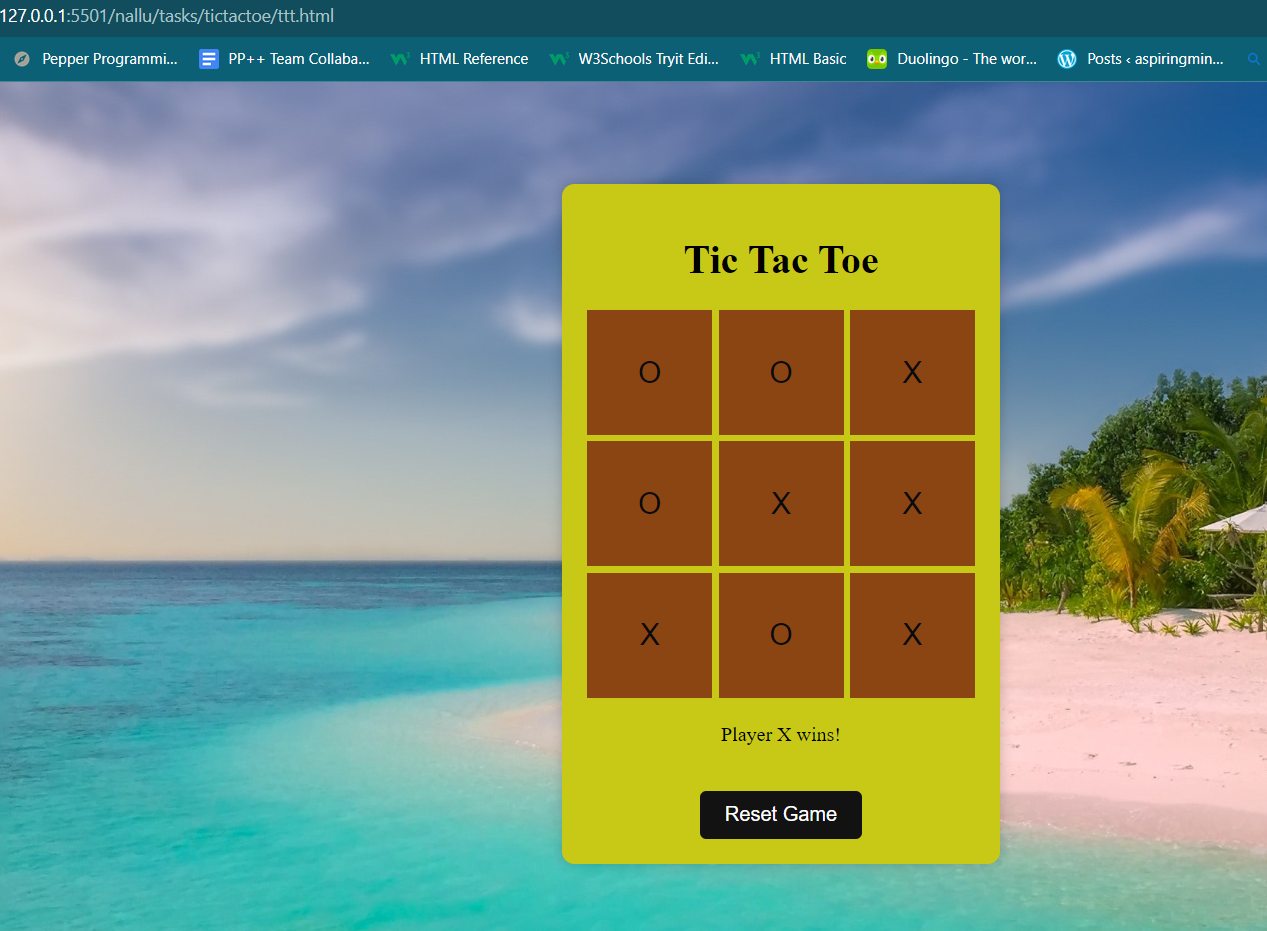 127.0.0.1:5501/nallu/tasks/tictactoe/ttt.html
Pepper Programmi... PP++ Team Collaba... HTML Reference W3Schools Tryit Edi... HTML Basic Duolingo - The wor... Posts ‹ aspiringmin...
Tic Tac Toe
O O X
O X X
X O X
Player X wins!
Reset Game